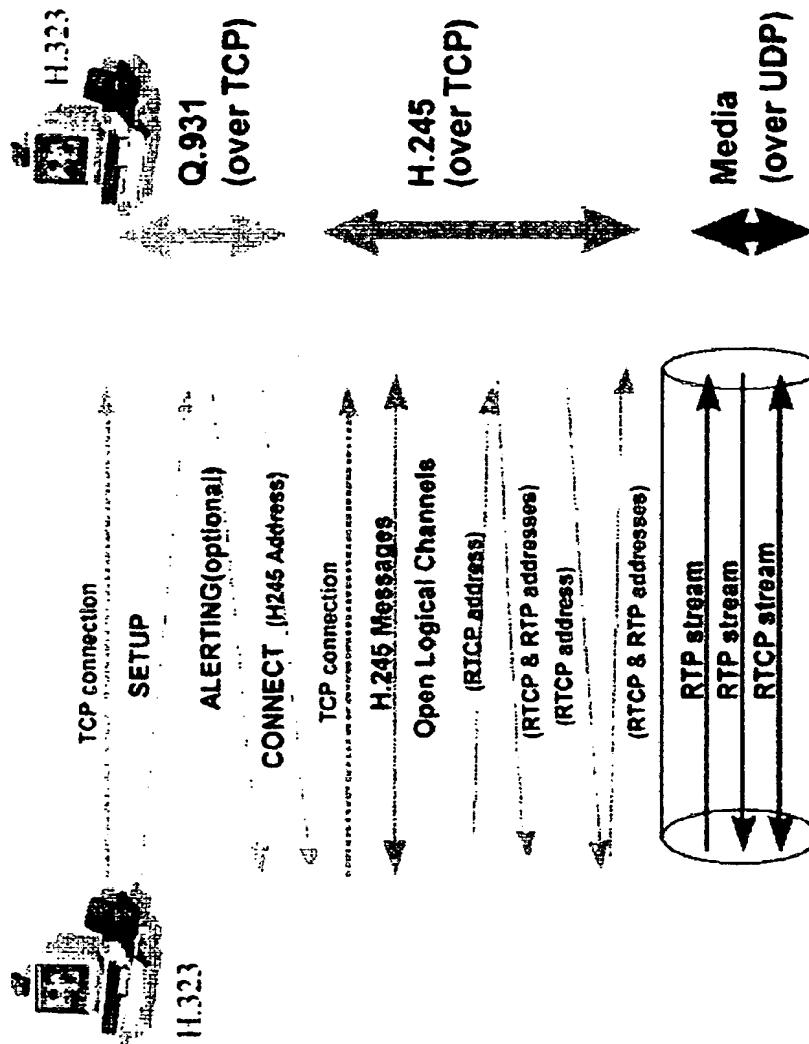 H.323
H.323
TCP connection
SETUP
ALERTING(optional)
CONNECT (H245 Address)
Q.931
(over TCP)
TCP connection
H.245 Messages
Open Logical Channels
(RTCP address)
(RTCP & RTP addresses)
(RTCP address)
(RTCP & RTP addresses)
H.245
(over TCP)
RTP stream
RTP stream
RTCP stream
Media
(over UDP)